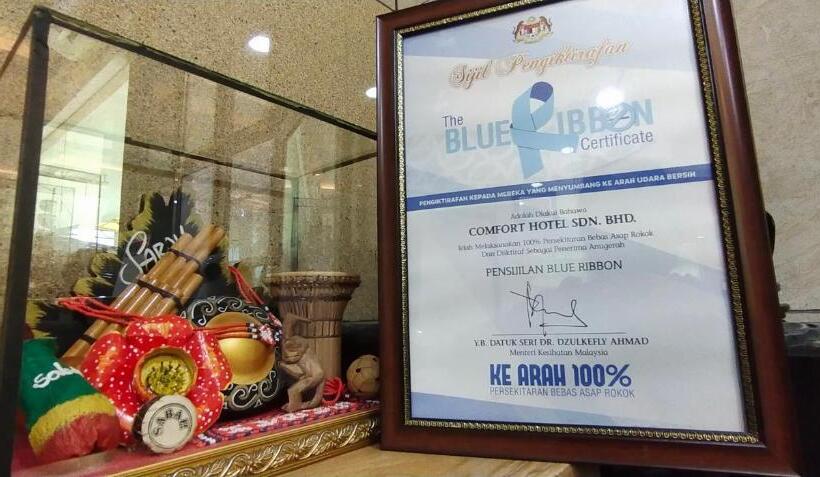 SABAH
SABAH
Sijil Pengiktirafan
The
BLUE RIBBON
Certificate
PENGIKTIRAFAN KEPADA MEREKA YANG MENYUMBANG KE ARAH UDARA BERSIH
Adalah Diakui Bahawa
COMFORT HOTEL SDN. BHD.
Telah Melaksanakan 100% Persekitaran Bebas Asap Rokok
Dan Diiktiraf Sebagai Penerima Anugerah
PENSIJILAN BLUE RIBBON
Y.B. DATUK SERI DR. DZULKEFLY AHMAD
Menteri Kesihatan Malaysia
KE ARAH 100%
PERSEKITARAN BEBAS ASAP ROKOK